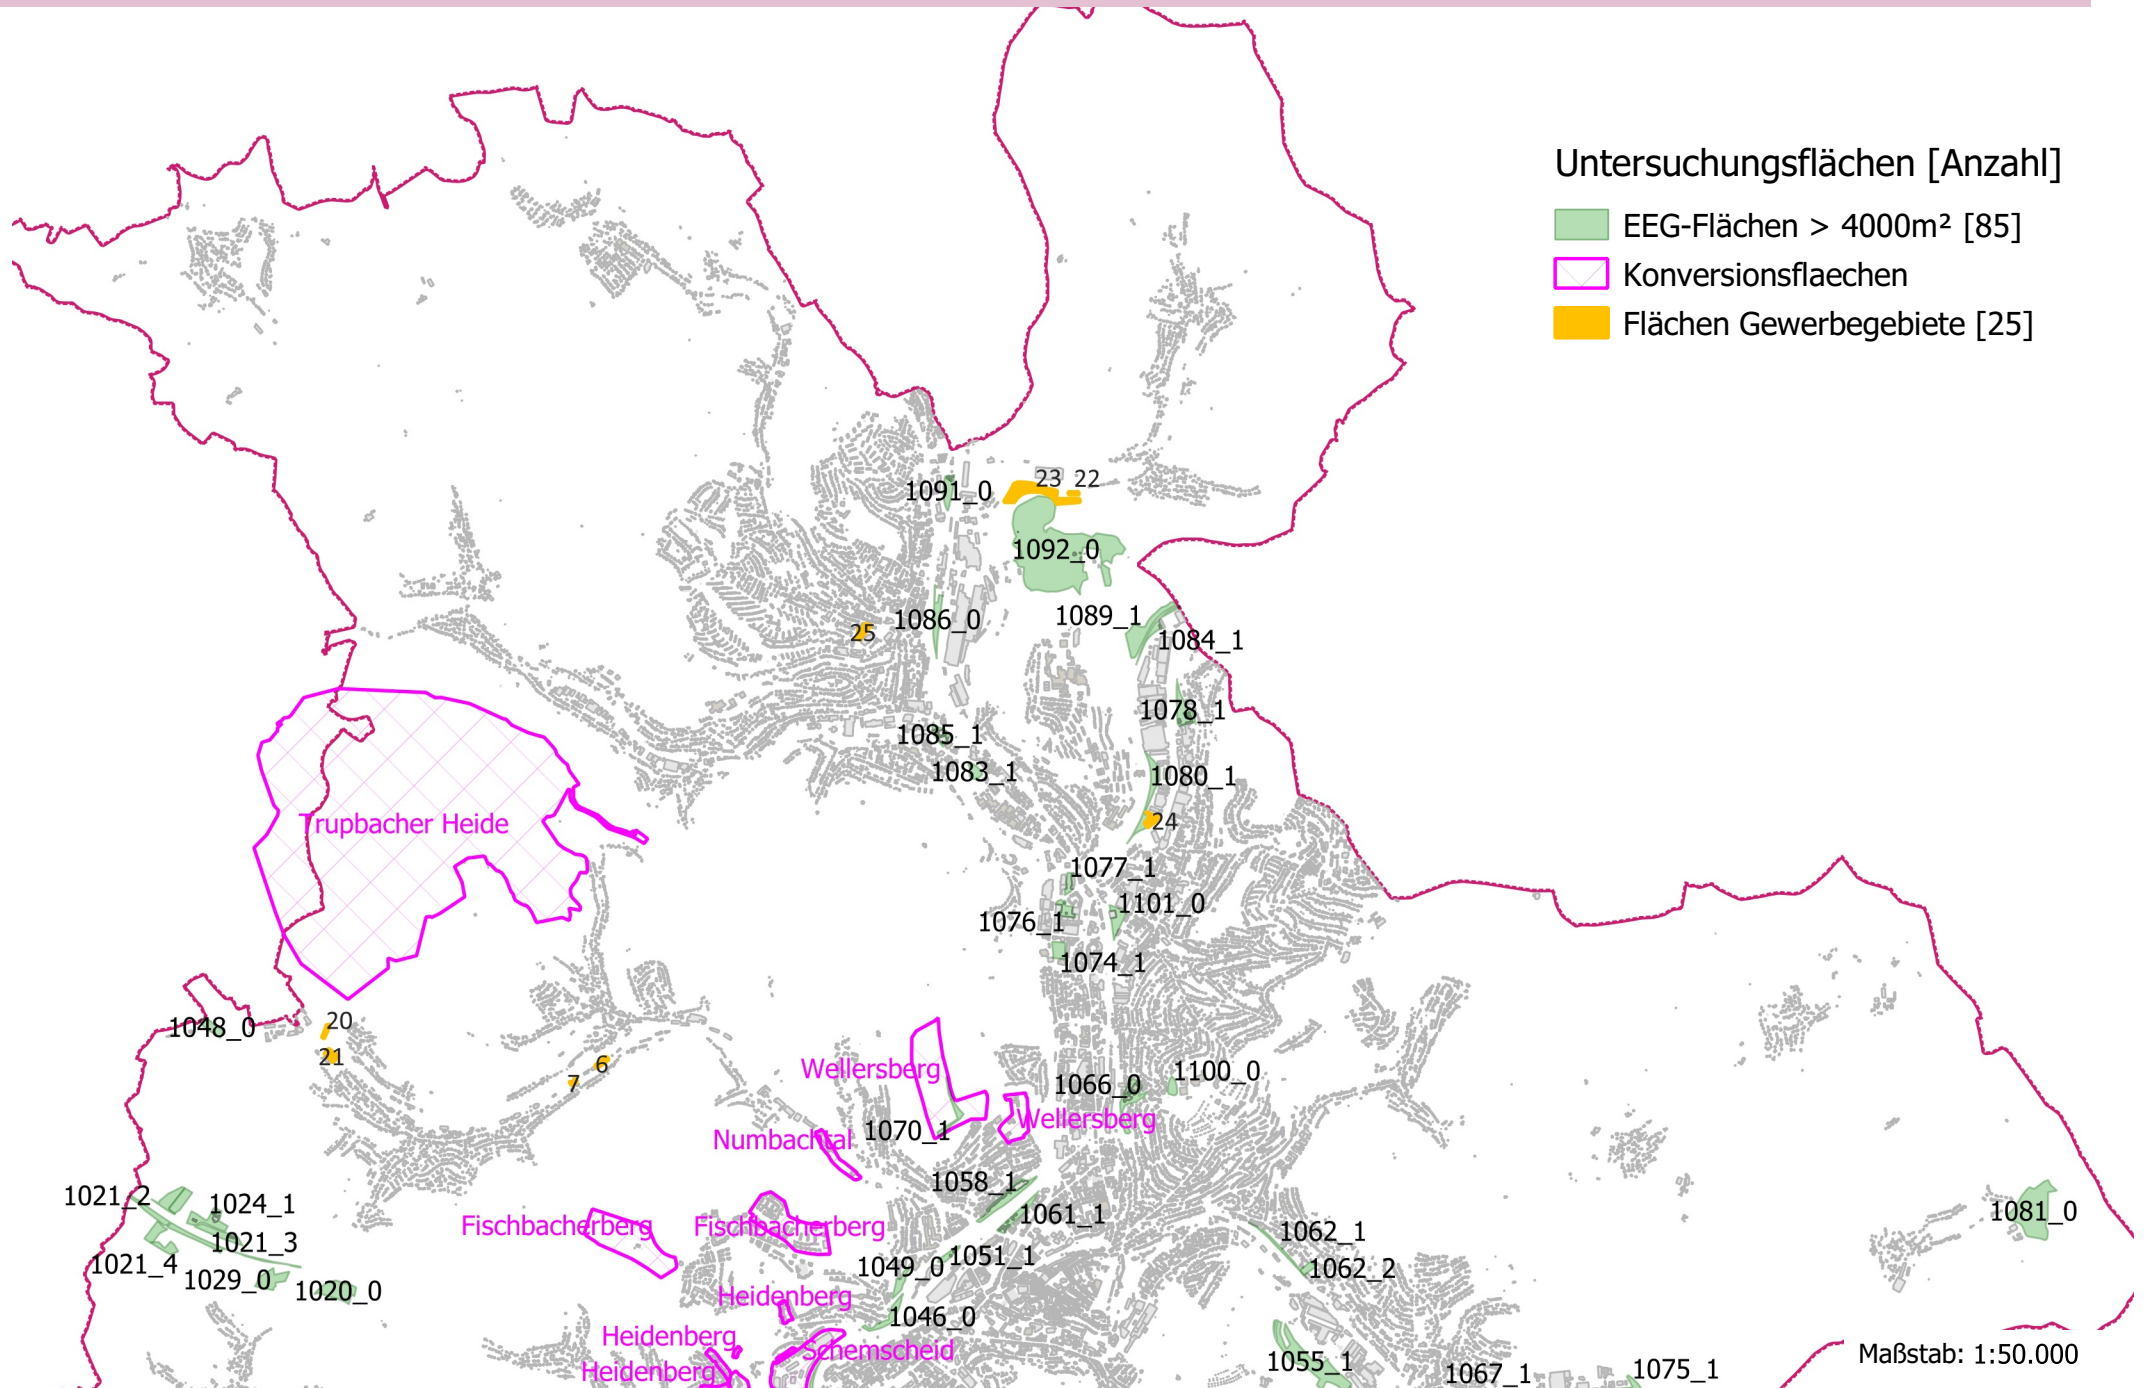 Untersuchungsflächen [Anzahl]
EEG-Flächen > 4000m² [85]
Konversionsflaechen
Flächen Gewerbegebiete [25]
23 22
1091_0
1092_0
1089_1
1086_0
25
1084_1
1078_1
1085_1
1083_1
1080_1
Trupbacher Heide
24
1077_1
1101_0
1076_1
1074_1
20
1048_0
21
6
7
Wellersberg
1100_0
1066_0
Wellersberg
1070_1
Numbachtal
1058_1
1021_2
1024_1
1061_1
1081_0
Fischbacherberg
Fischbacherberg
1062_1
1021_3
1051_1
1021_4
1049_0
1062_2
1029_0
1020_0
Heidenberg
1046_0
Heidenberg
Schemscheid
Maßstab: 1:50.000
1055_1
Heidenberg
1067_1
1075_1